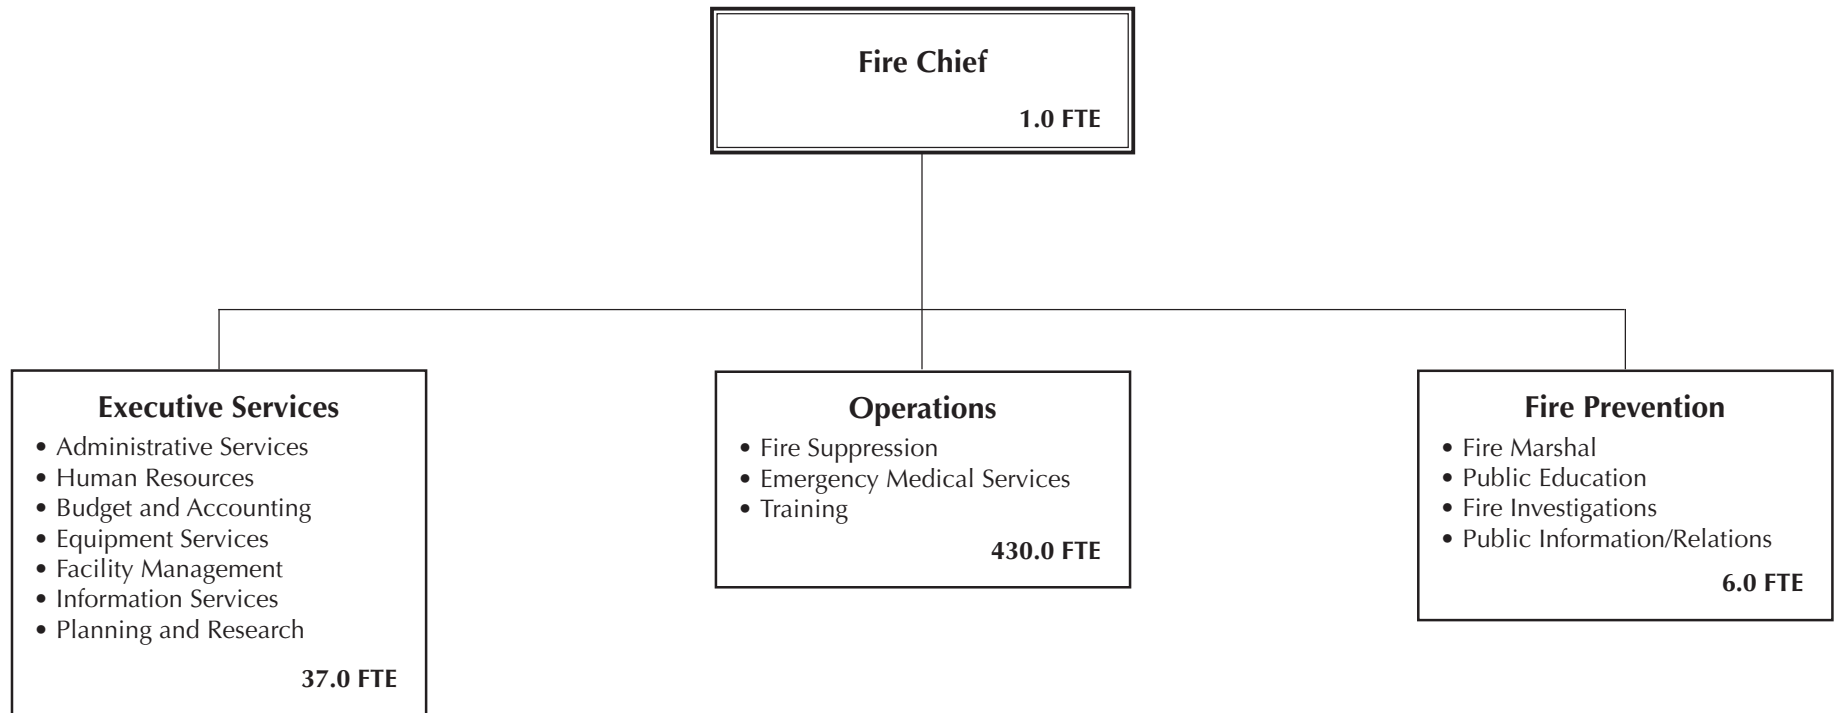 Fire Chief
1.0 FTE
Executive Services
• Administrative Services
• Human Resources
• Budget and Accounting
• Equipment Services
• Facility Management
• Information Services
• Planning and Research
37.0 FTE
Operations
• Fire Suppression
• Emergency Medical Services
• Training
430.0 FTE
Fire Prevention
• Fire Marshal
• Public Education
• Fire Investigations
• Public Information/Relations
6.0 FTE